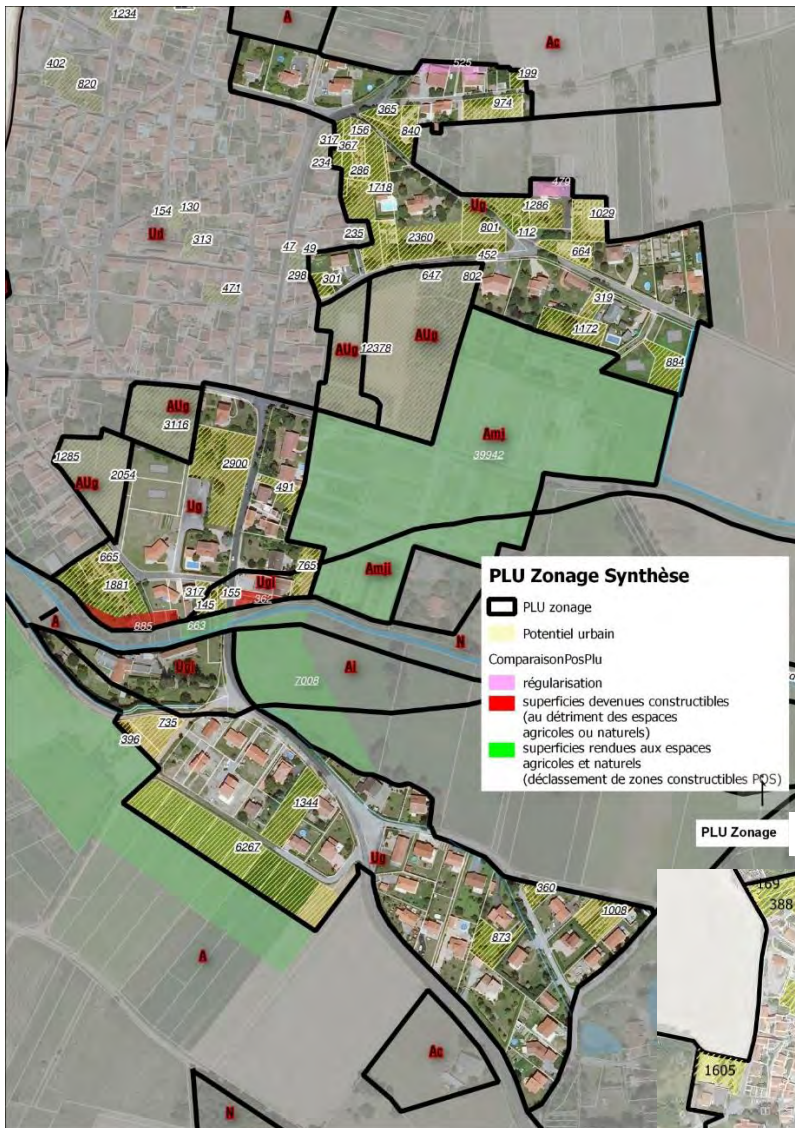 A
1234
Ac
402
820
525
199
974
365
156
840
317
367
234
286
1718
479
Ug
1286
1029
154
130
Ud
313
235
801
112
2360
47
49
452
664
298
301
647
802
471
319
1172
AUg
12378
AUg
884
AUg
3116
Amj
39942
1285
2054
AUg
2900
491
Ug
665
1881
765
Ugi
317
155
362
145
Amji
885
663
A
N
Ai
7008
735
396
1344
6267
Ug
360
1008
873
A
Ac
N
PLU Zonage Synthèse
PLU zonage
Potentiel urbain
ComparaisonPosPlu
régularisation
superficies devenues constructibles
(au détriment des espaces
agricoles ou naturels)
superficies rendues aux espaces
agricoles et naturels
(déclassement de zones constructibles POS)
PLU Zonage
169
388
1605